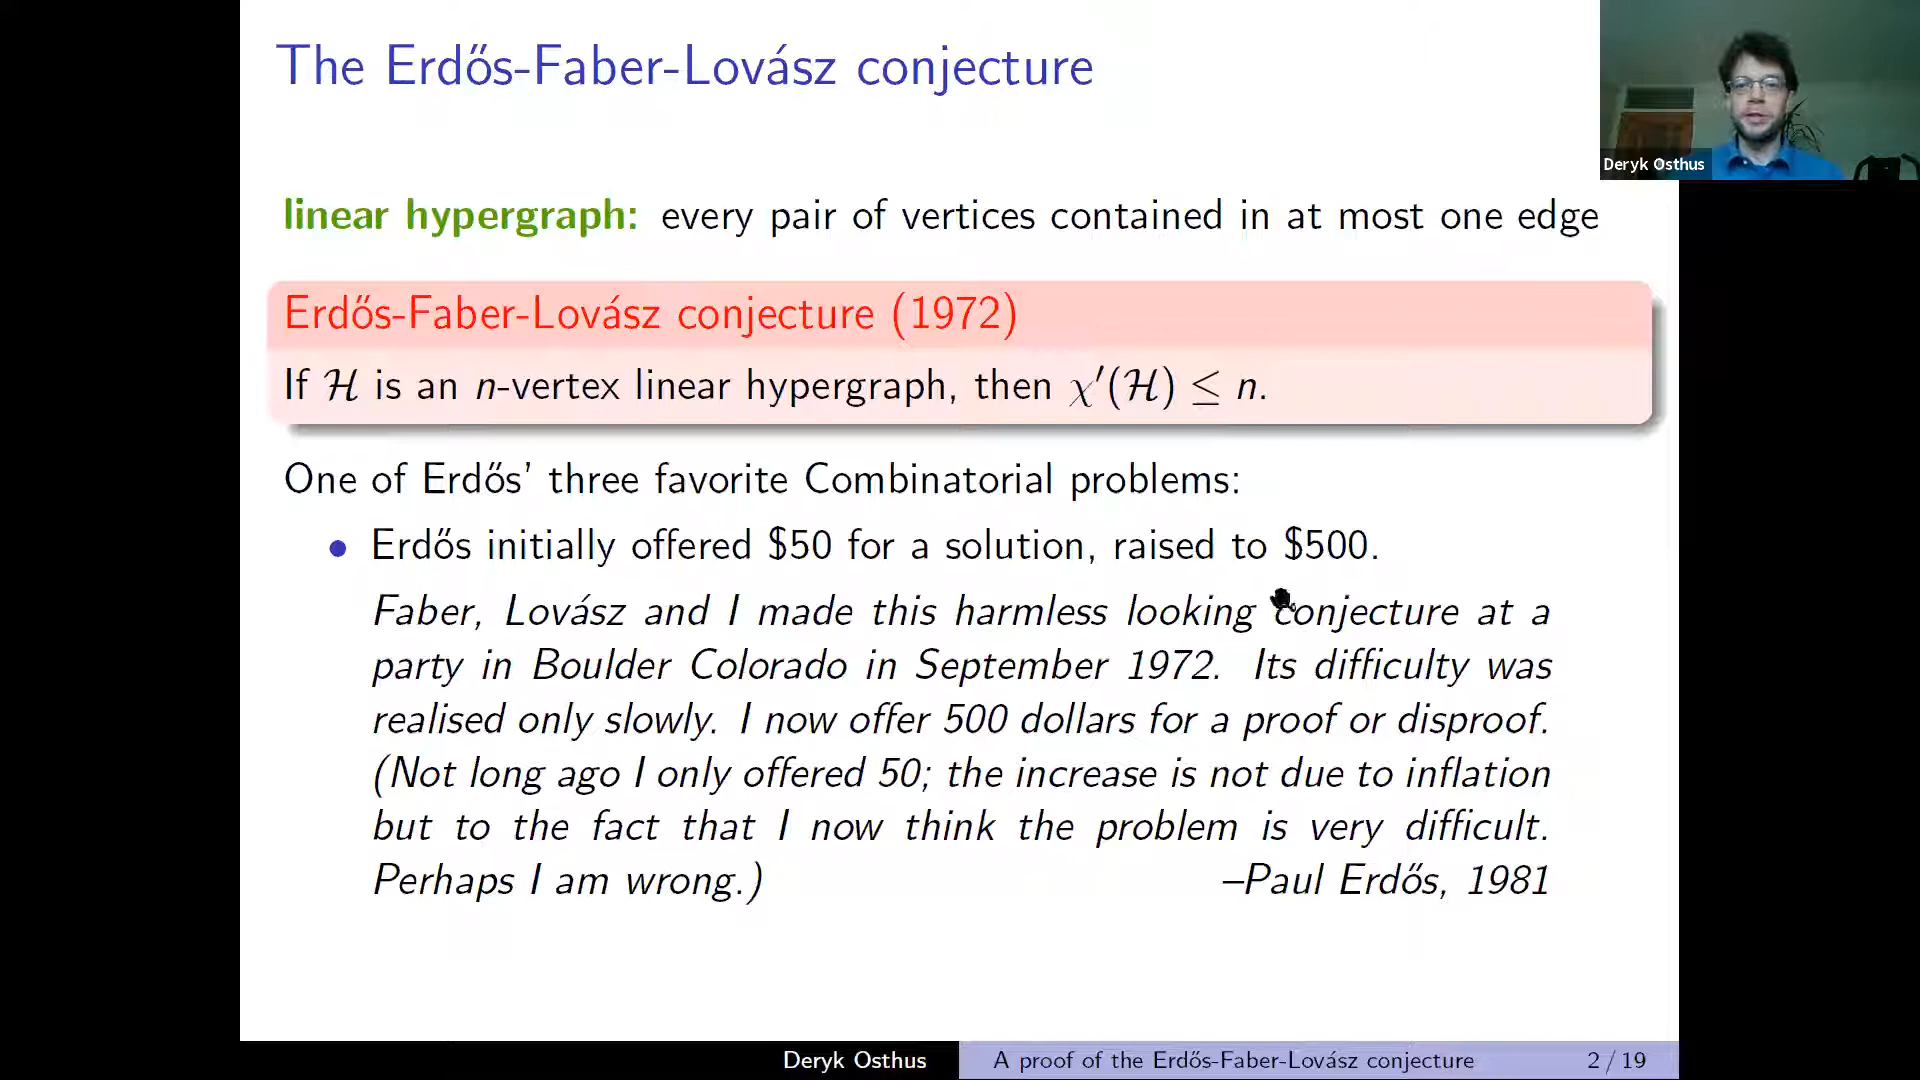 The Erdős-Faber-Lovász conjecture
Deryk Osthus
linear hypergraph: every pair of vertices contained in at most one edge
Erdős-Faber-Lovász conjecture (1972)
If ℋ is an n-vertex linear hypergraph, then χ′(ℋ) ≤ n.
One of Erdős' three favorite Combinatorial problems:
• Erdős initially offered $50 for a solution, raised to $500.
Faber, Lovász and I made this harmless looking conjecture at a
party in Boulder Colorado in September 1972. Its difficulty was
realised only slowly. I now offer 500 dollars for a proof or disproof.
(Not long ago I only offered 50; the increase is not due to inflation
but to the fact that I now think the problem is very difficult.
Perhaps I am wrong.) –Paul Erdős, 1981
Deryk Osthus A proof of the Erdős-Faber-Lovász conjecture 2 / 19